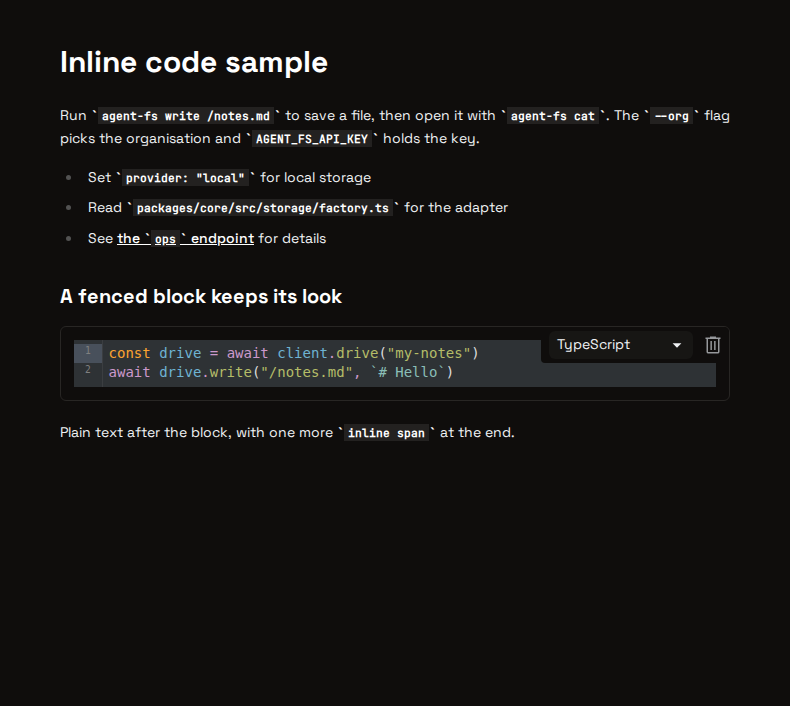 Inline code sample
Run `agent-fs write /notes.md` to save a file, then open it with `agent-fs cat`. The `--org` flag
picks the organisation and `AGENT_FS_API_KEY` holds the key.
• Set `provider: "local"` for local storage
• Read `packages/core/src/storage/factory.ts` for the adapter
• See the `ops` endpoint for details
A fenced block keeps its look
TypeScript
1 const drive = await client.drive("my-notes")
2 await drive.write("/notes.md", `# Hello`)
Plain text after the block, with one more `inline span` at the end.